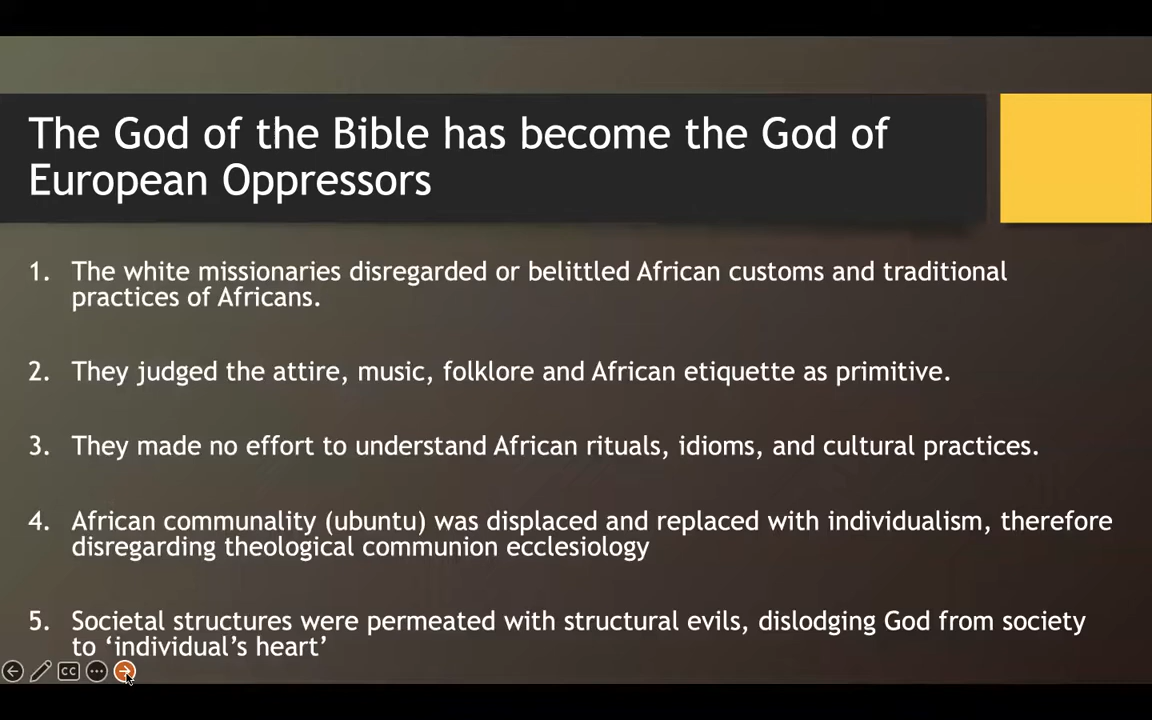 The God of the Bible has become the God of
European Oppressors
1. The white missionaries disregarded or belittled African customs and traditional
practices of Africans.
2. They judged the attire, music, folklore and African etiquette as primitive.
3. They made no effort to understand African rituals, idioms, and cultural practices.
4. African communality (ubuntu) was displaced and replaced with individualism, therefore
disregarding theological communion ecclesiology
5. Societal structures were permeated with structural evils, dislodging God from society
to ‘individual’s heart’
CC